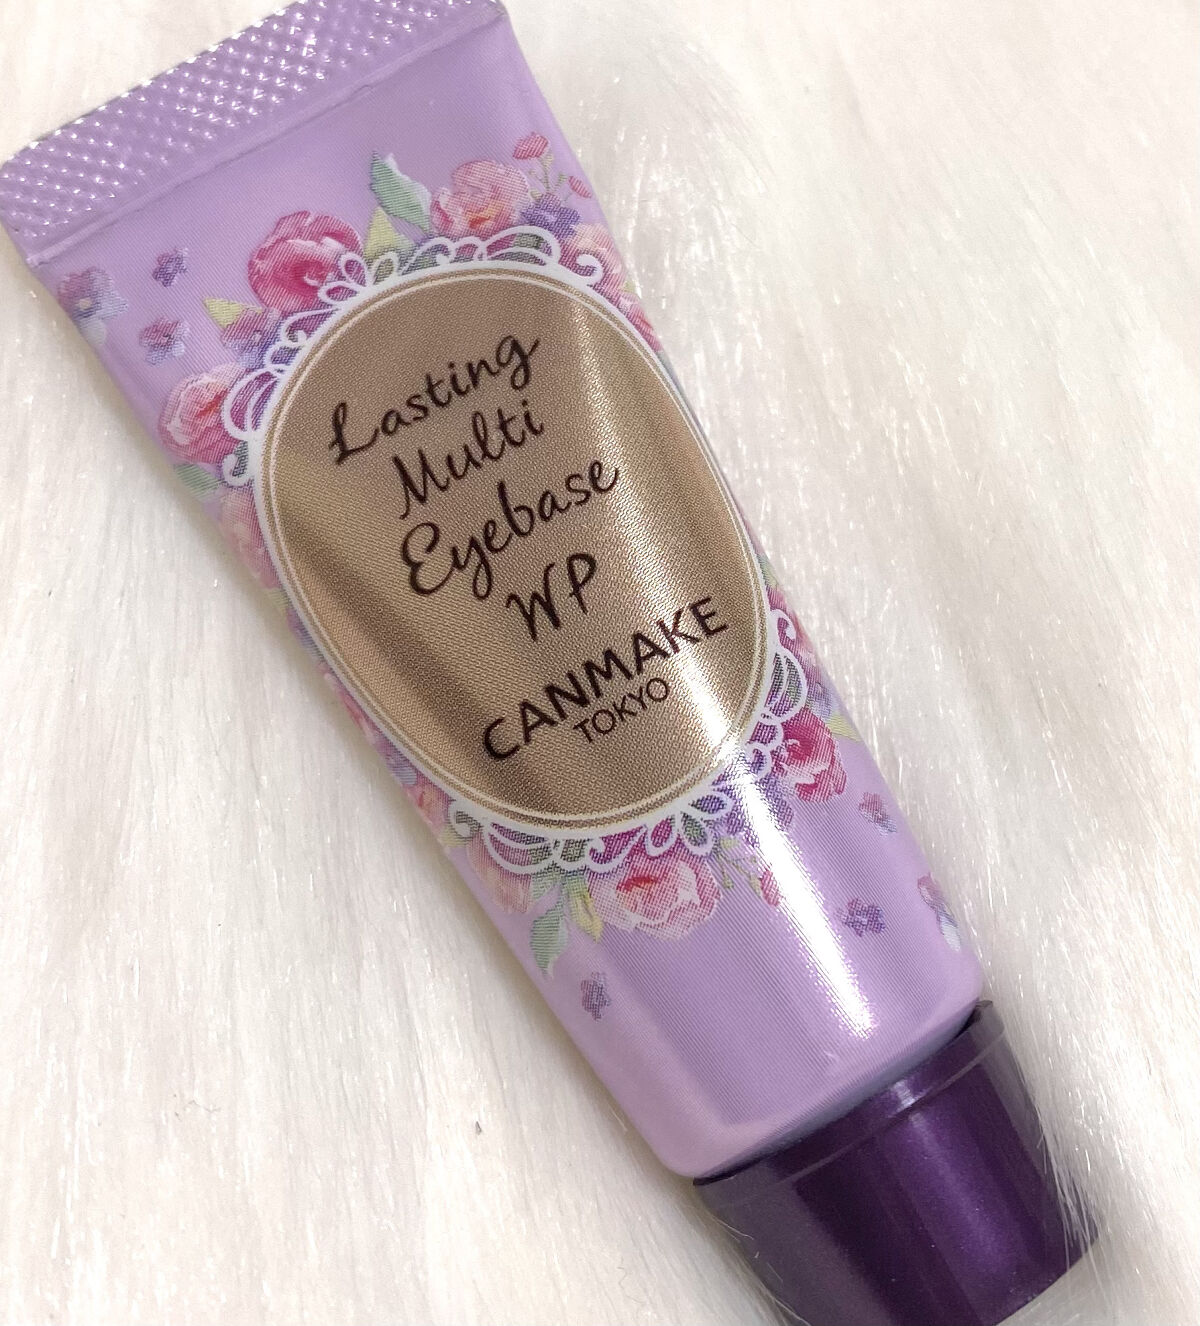 Lasting
Multi
Eyebase
WP
CANMAKE
TOKYO